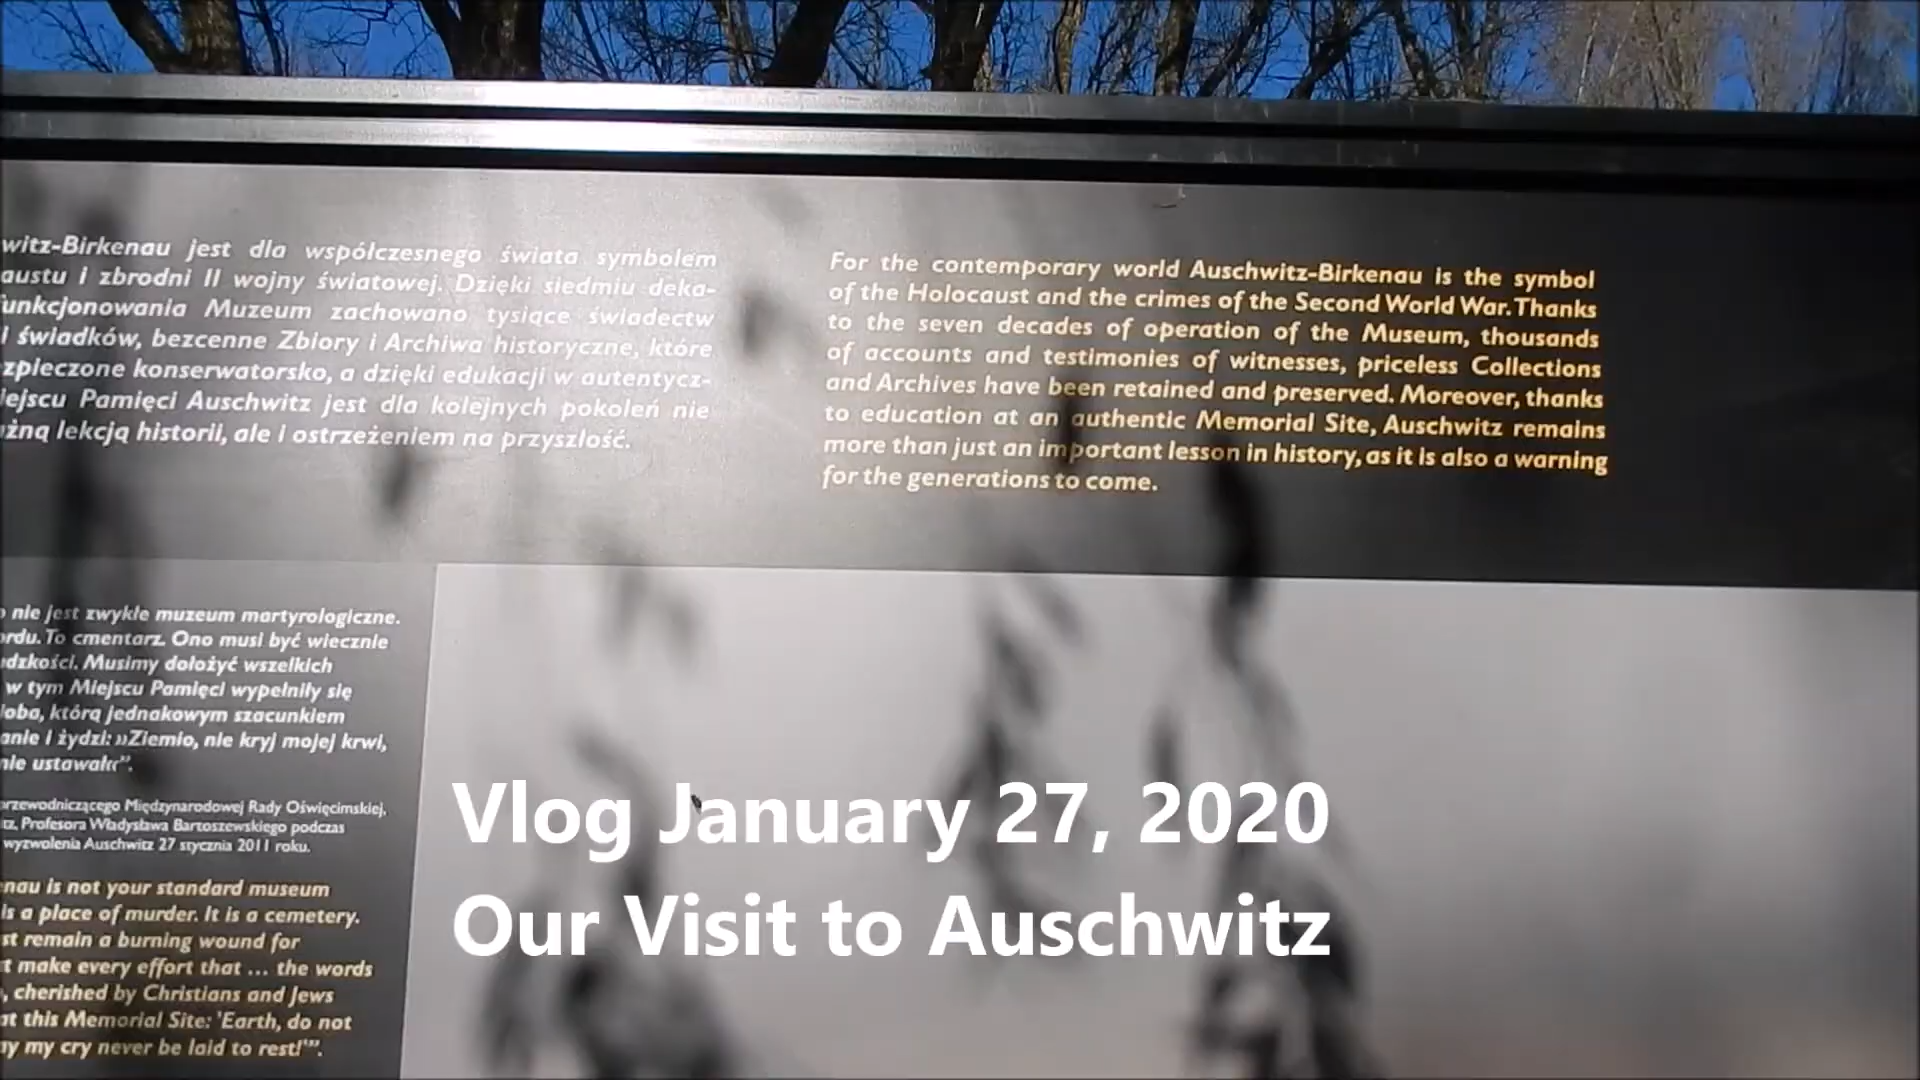 witz-Birkenau jest dla współczesnego świata symbolem
austu i zbrodni II wojny światowej. Dzięki siedmiu deka-
unkcjonowania Muzeum zachowano tysiące świadectw
i świadków, bezcenne Zbiory i Archiwa historyczne, które
zpieczone konserwatorsko, a dzięki edukacji w autentycz-
iejscu Pamięci Auschwitz jest dla kolejnych pokoleń nie
żną lekcją historii, ale i ostrzeżeniem na przyszłość.
For the contemporary world Auschwitz-Birkenau is the symbol
of the Holocaust and the crimes of the Second World War. Thanks
to the seven decades of operation of the Museum, thousands
of accounts and testimonies of witnesses, priceless Collections
and Archives have been retained and preserved. Moreover, thanks
to education at an authentic Memorial Site, Auschwitz remains
more than just an important lesson in history, as it is also a warning
for the generations to come.
o nie jest zwykłe muzeum martyrologiczne.
ordu. To cmentarz. Ono musi być wiecznie
udzkości. Musimy dołożyć wszelkich
w tym Miejscu Pamięci wypełniły się
ioba, którą jednakowym szacunkiem
anie i żydzi: »Ziemio, nie kryj mojej krwi,
nie ustawał«”.
przewodniczącego Międzynarodowej Rady Oświęcimskiej,
tz, Profesora Władysława Bartoszewskiego podczas
wyzwolenia Auschwitz 27 stycznia 2011 roku.
enau is not your standard museum
is a place of murder. It is a cemetery.
st remain a burning wound for
t make every effort that ... the words
, cherished by Christians and Jews
at this Memorial Site: 'Earth, do not
ay my cry never be laid to rest!'”.
Vlog January 27, 2020
Our Visit to Auschwitz